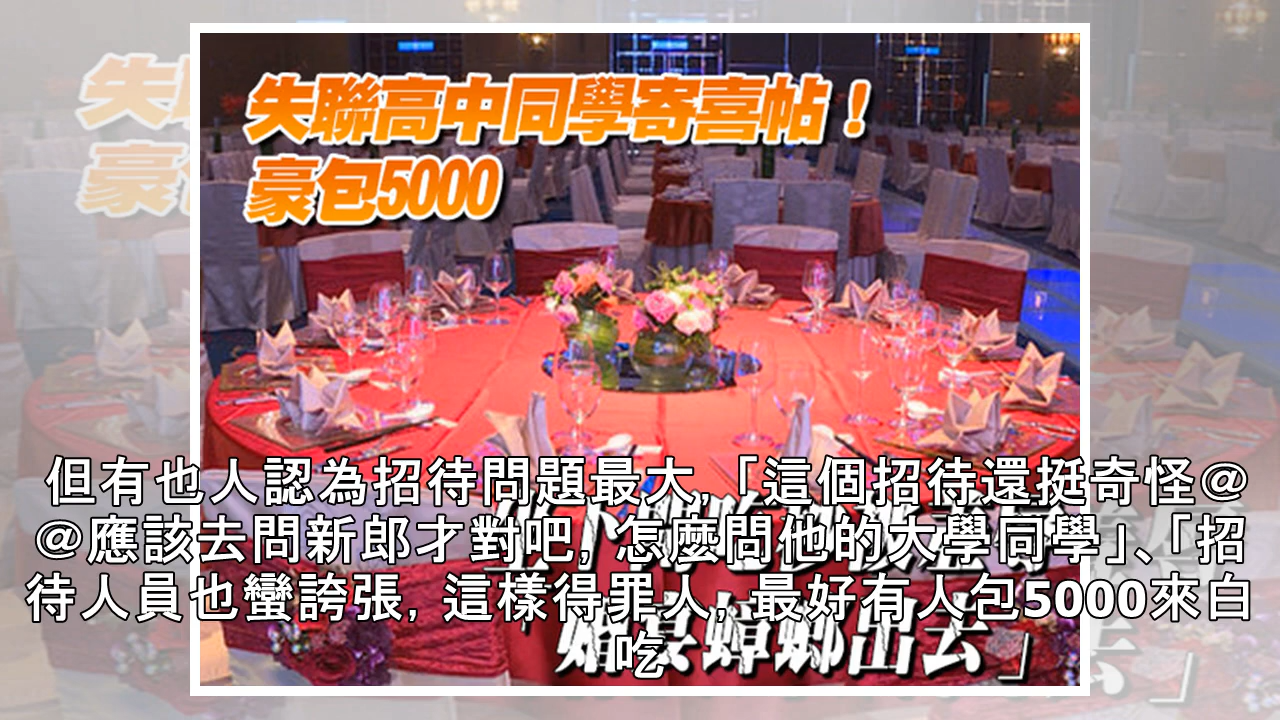 失聯高中同學寄喜帖！
豪包5000
但有也人認為招待問題最大,「這個招待還挺奇怪@
@應該去問新郎才對吧, 怎麼問他的大學同學」、「招
待人員也蠻誇張, 這樣得罪人, 最好有人包5000來白
吃
蟑螂出去」